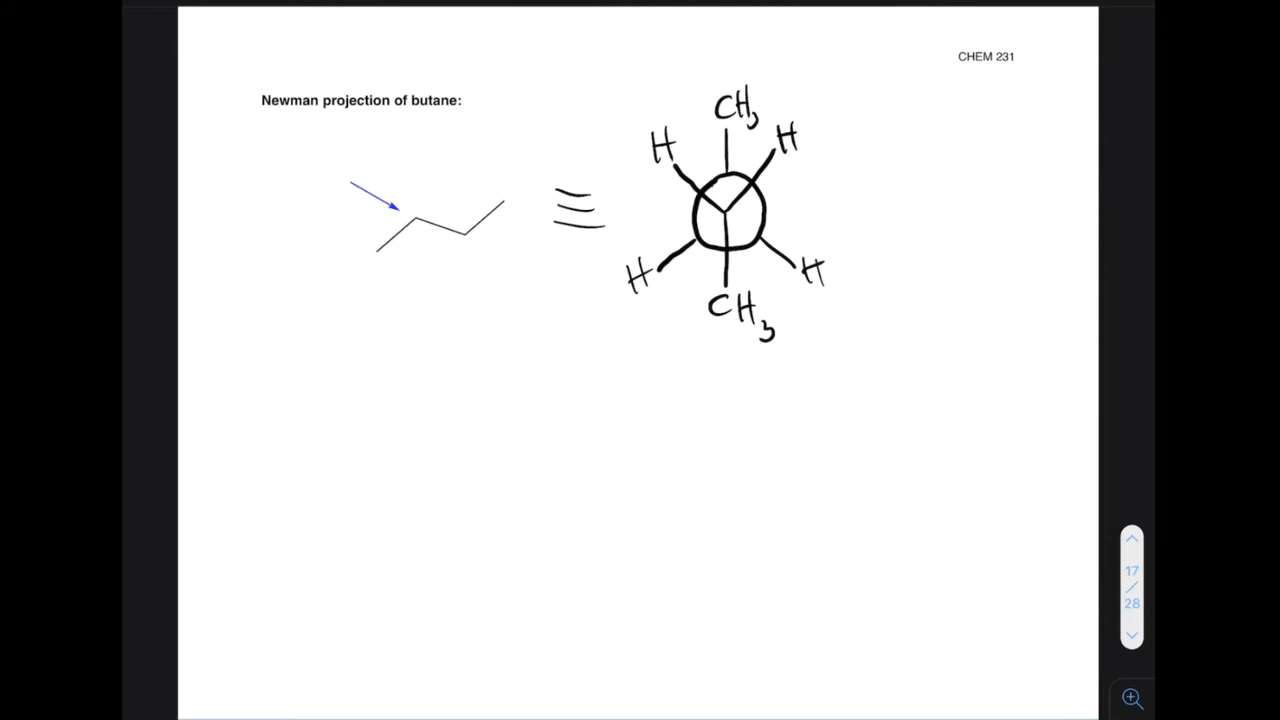 CHEM 231
Newman projection of butane:
CH3
H H
H H
CH3
17
/
28